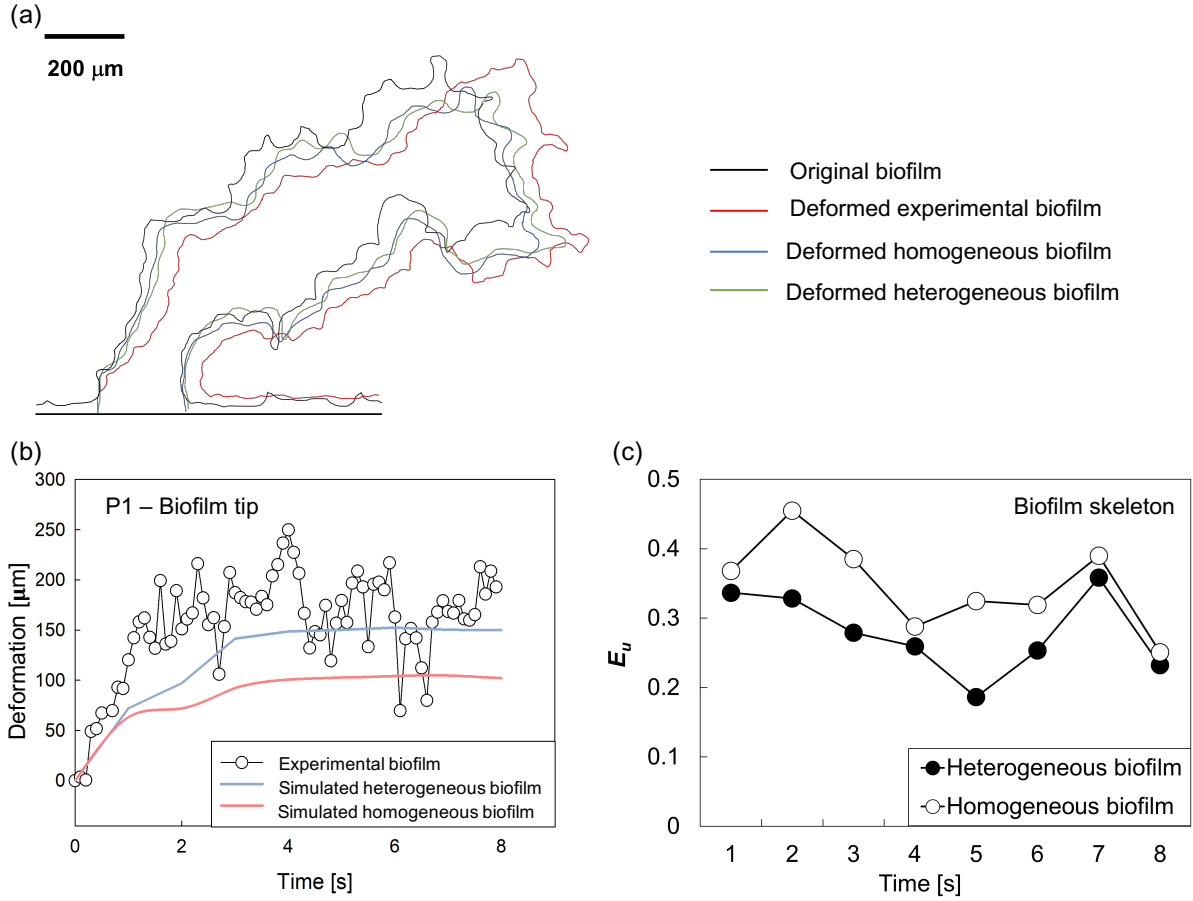 (a)
200 μm
Original biofilm
Deformed experimental biofilm
Deformed homogeneous biofilm
Deformed heterogeneous biofilm
(b)
300
250
200
150
100
50
0
Deformation [μm]
P1 – Biofilm tip
Experimental biofilm
Simulated heterogeneous biofilm
Simulated homogeneous biofilm
0 2 4 6 8
Time [s]
(c)
0.5
0.4
0.3
0.2
0.1
0
E_u
Biofilm skeleton
Heterogeneous biofilm
Homogeneous biofilm
1 2 3 4 5 6 7 8
Time [s]